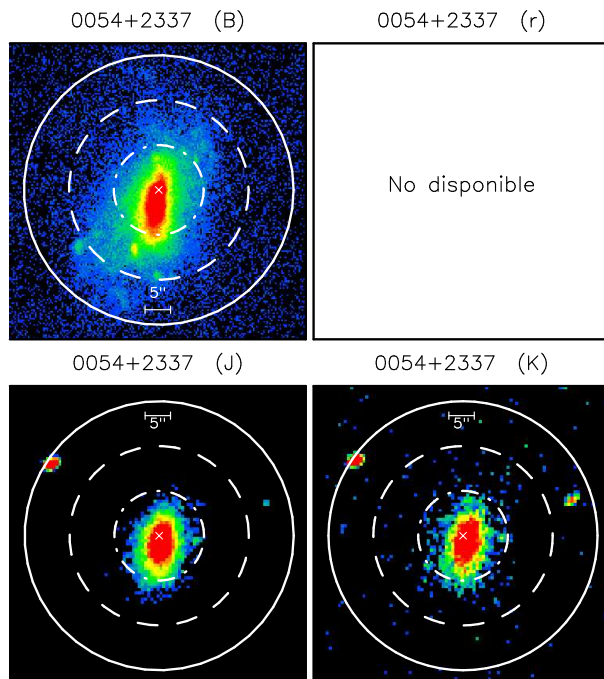 0054+2337 (B)
0054+2337 (r)
No disponible
5"
0054+2337 (J)
0054+2337 (K)
5"
5"